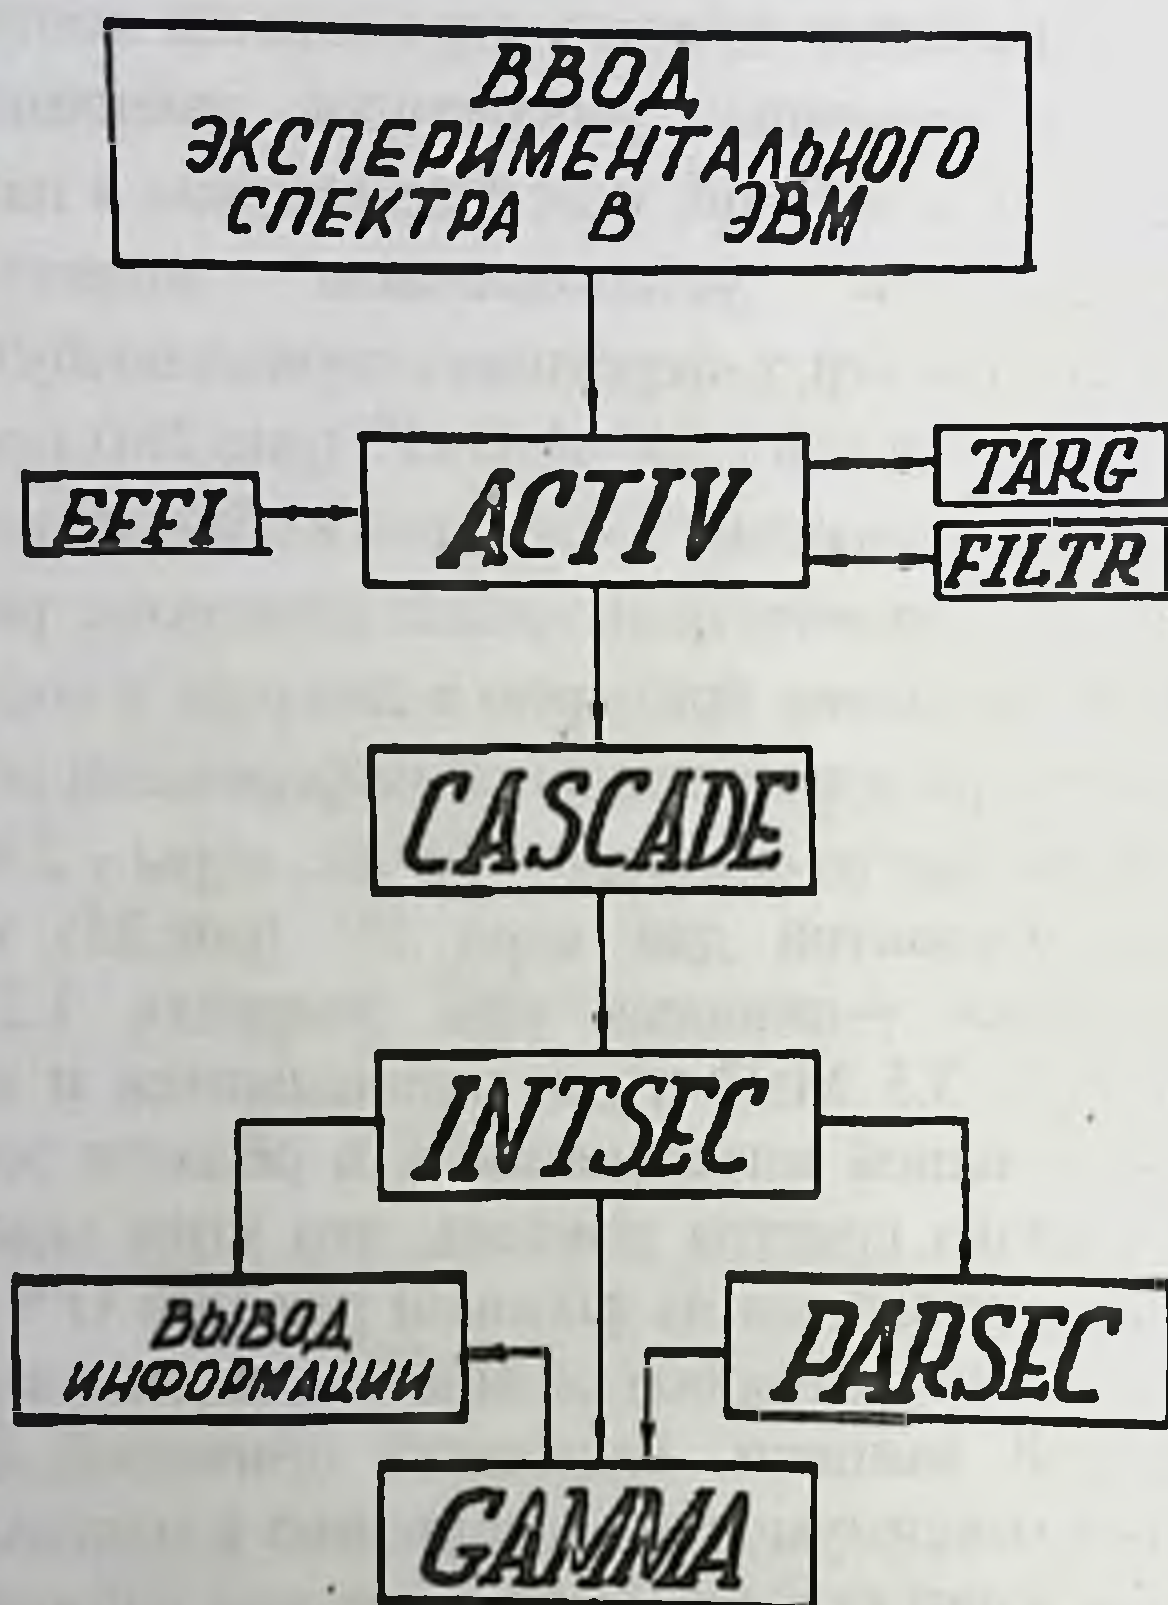 ВВОД
ЭКСПЕРИМЕНТАЛЬНОГО
СПЕКТРА В ЭВМ
EFFI
ACTIV
TARG
FILTR
CASCADE
INTSEC
ВЫВОД
ИНФОРМАЦИИ
PARSEC
GAMMA